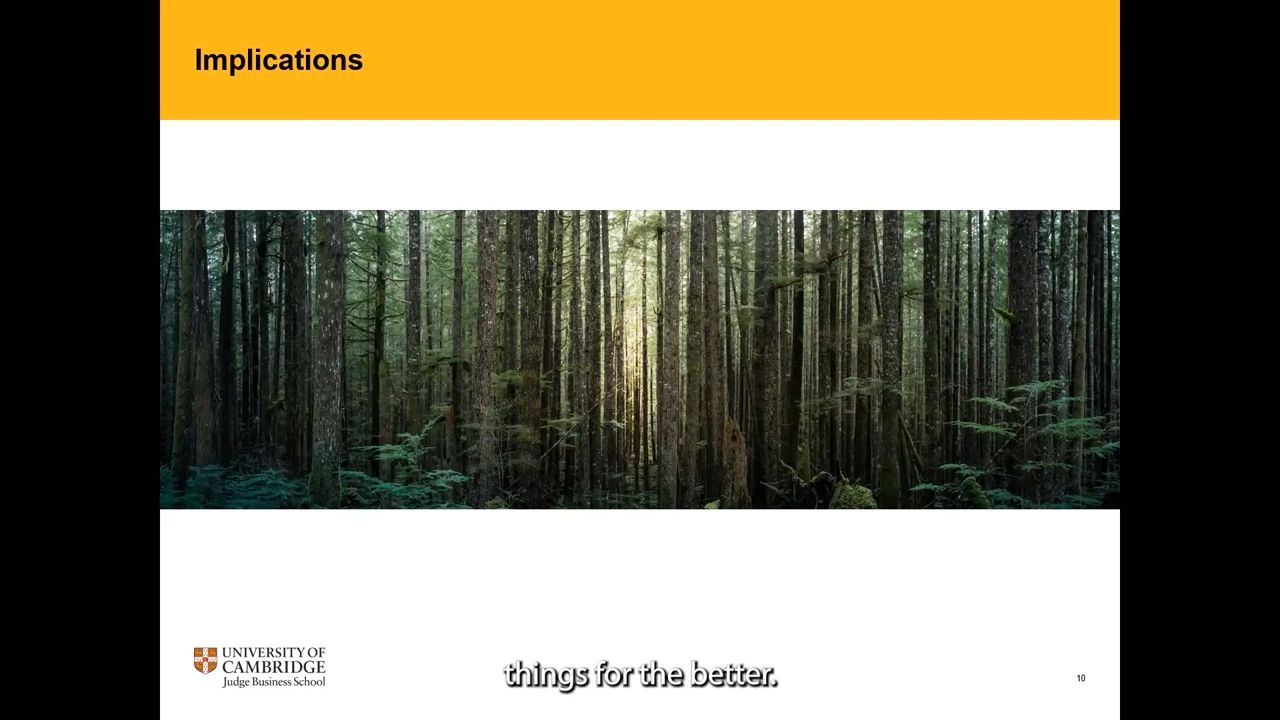 Implications
UNIVERSITY OF
CAMBRIDGE
Judge Business School
things for the better.
10